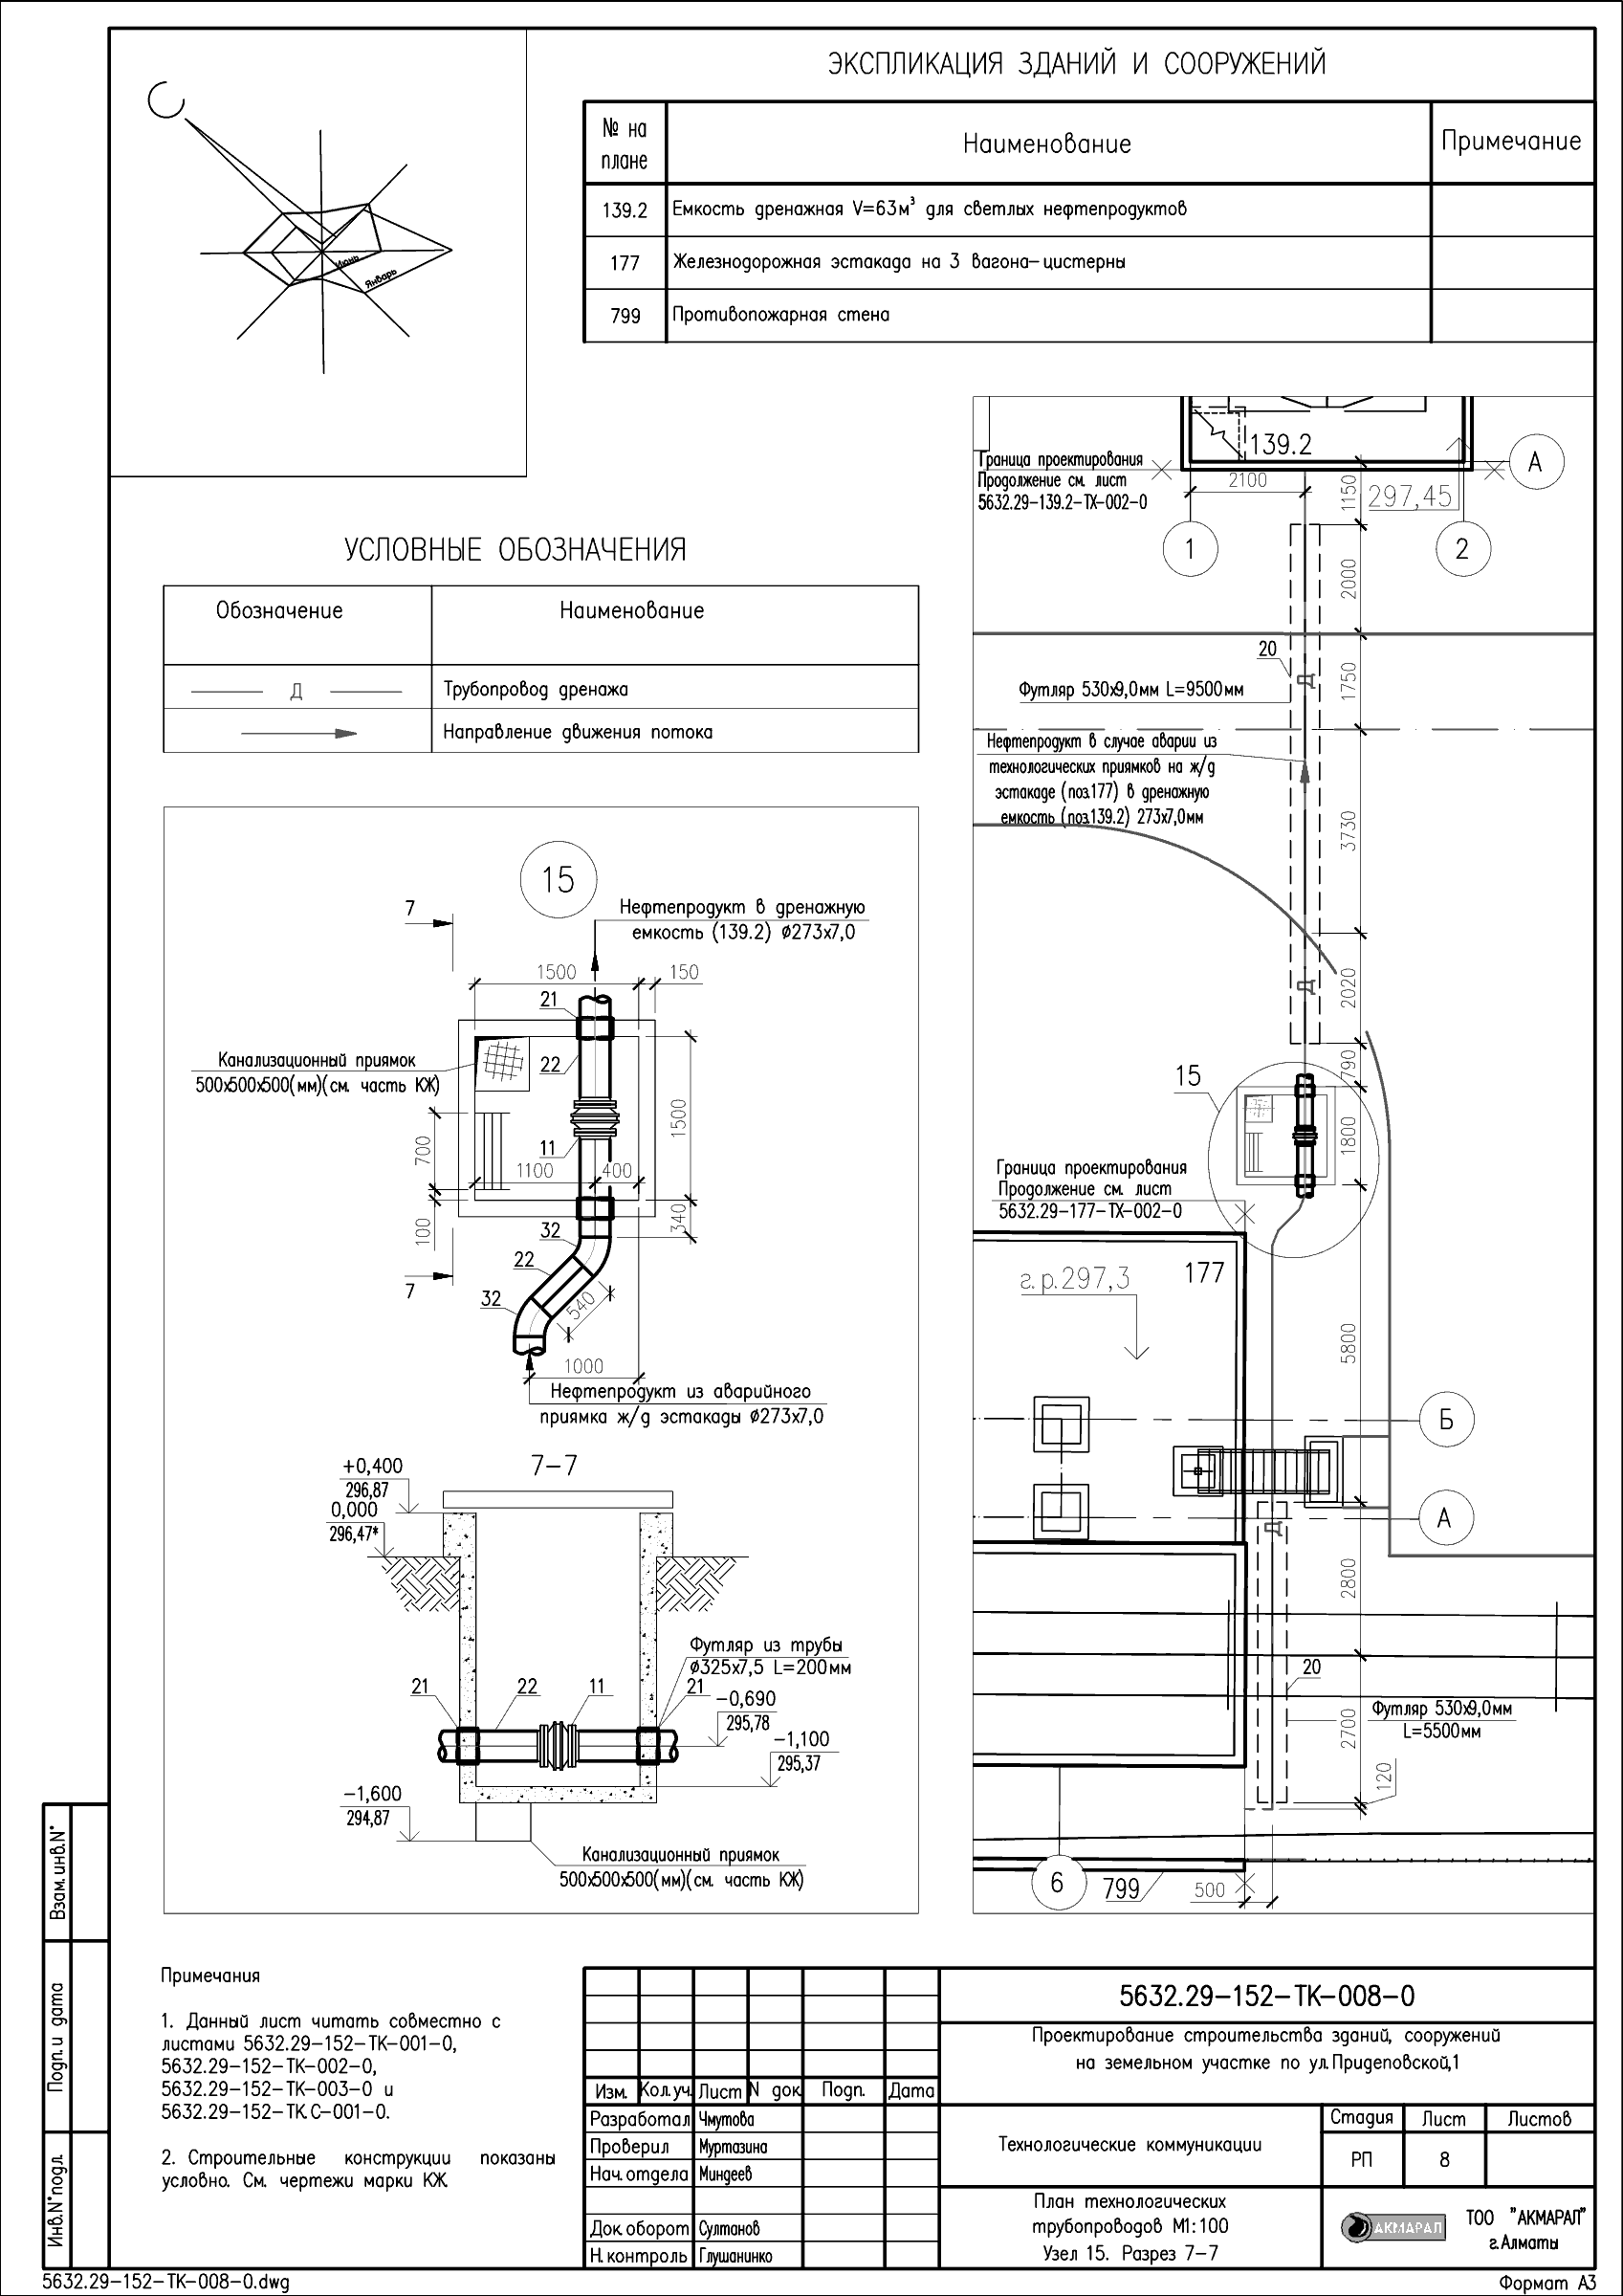 ЭКСПЛИКАЦИЯ ЗДАНИЙ И СООРУЖЕНИЙ
№ на
плане
Наименование
Примечание
139.2
Емкость дренажная V=63м³ для светлых нефтепродуктов
177
Железнодорожная эстакада на 3 вагона-цистерны
799
Противопожарная стена
Июнь
Январь
УСЛОВНЫЕ ОБОЗНАЧЕНИЯ
Обозначение
Наименование
Д
Трубопровод дренажа
Направление движения потока
15
7
Нефтепродукт в дренажную
емкость (139.2) ⌀273х7,0
1500
150
21
Канализационный приямок
500х500х500(мм)(см. часть КЖ)
22
1500
700
11
1100
400
100
340
32
22
7
32
540
1000
Нефтепродукт из аварийного
приямка ж/д эстакады ⌀273х7,0
7-7
+0,400
296,87
0,000
296,47*
Футляр из трубы
⌀325х7,5 L=200мм
21
22
11
21
-0,690
295,78
-1,100
295,37
-1,600
294,87
Канализационный приямок
500х500х500(мм)(см. часть КЖ)
139.2
Граница проектирования
Продолжение см. лист
5632.29-139.2-ТХ-002-0
2100
1150
297,45
А
1
2
2000
20
Футляр 530х9,0мм L=9500мм
Д
1750
Нефтепродукт в случае аварии из
технологических приямков на ж/д
эстакаде (поз.177) в дренажную
емкость (поз.139.2) 273х7,0мм
3730
Д
2020
790
15
1800
Граница проектирования
Продолжение см. лист
5632.29-177-ТХ-002-0
г.р.297,3
177
5800
Б
А
Д
2800
20
Футляр 530х9,0мм
L=5500мм
2700
120
6
799
500
Примечания
1. Данный лист читать совместно с
листами 5632.29-152-ТК-001-0,
5632.29-152-ТК-002-0,
5632.29-152-ТК-003-0 и
5632.29-152-ТК.С-001-0.
2. Строительные конструкции показаны
условно. См. чертежи марки КЖ.
Взам.инв.N°
Подп.и дата
Инв.N°подл.
5632.29-152-ТК-008-0
Проектирование строительства зданий, сооружений
на земельном участке по ул.Придеповской,1
Изм. Кол.уч. Лист N док. Подп. Дата
Разработал Чмутова
Проверил Муртазина
Нач.отдела Миндеев
Док.оборот Султанов
Н.контроль Глушанинко
Технологические коммуникации
Стадия Лист Листов
РП 8
План технологических
трубопроводов М1:100
Узел 15. Разрез 7-7
АКМАРАЛ
ТОО "АКМАРАЛ"
г.Алматы
5632.29-152-ТК-008-0.dwg
Формат А3